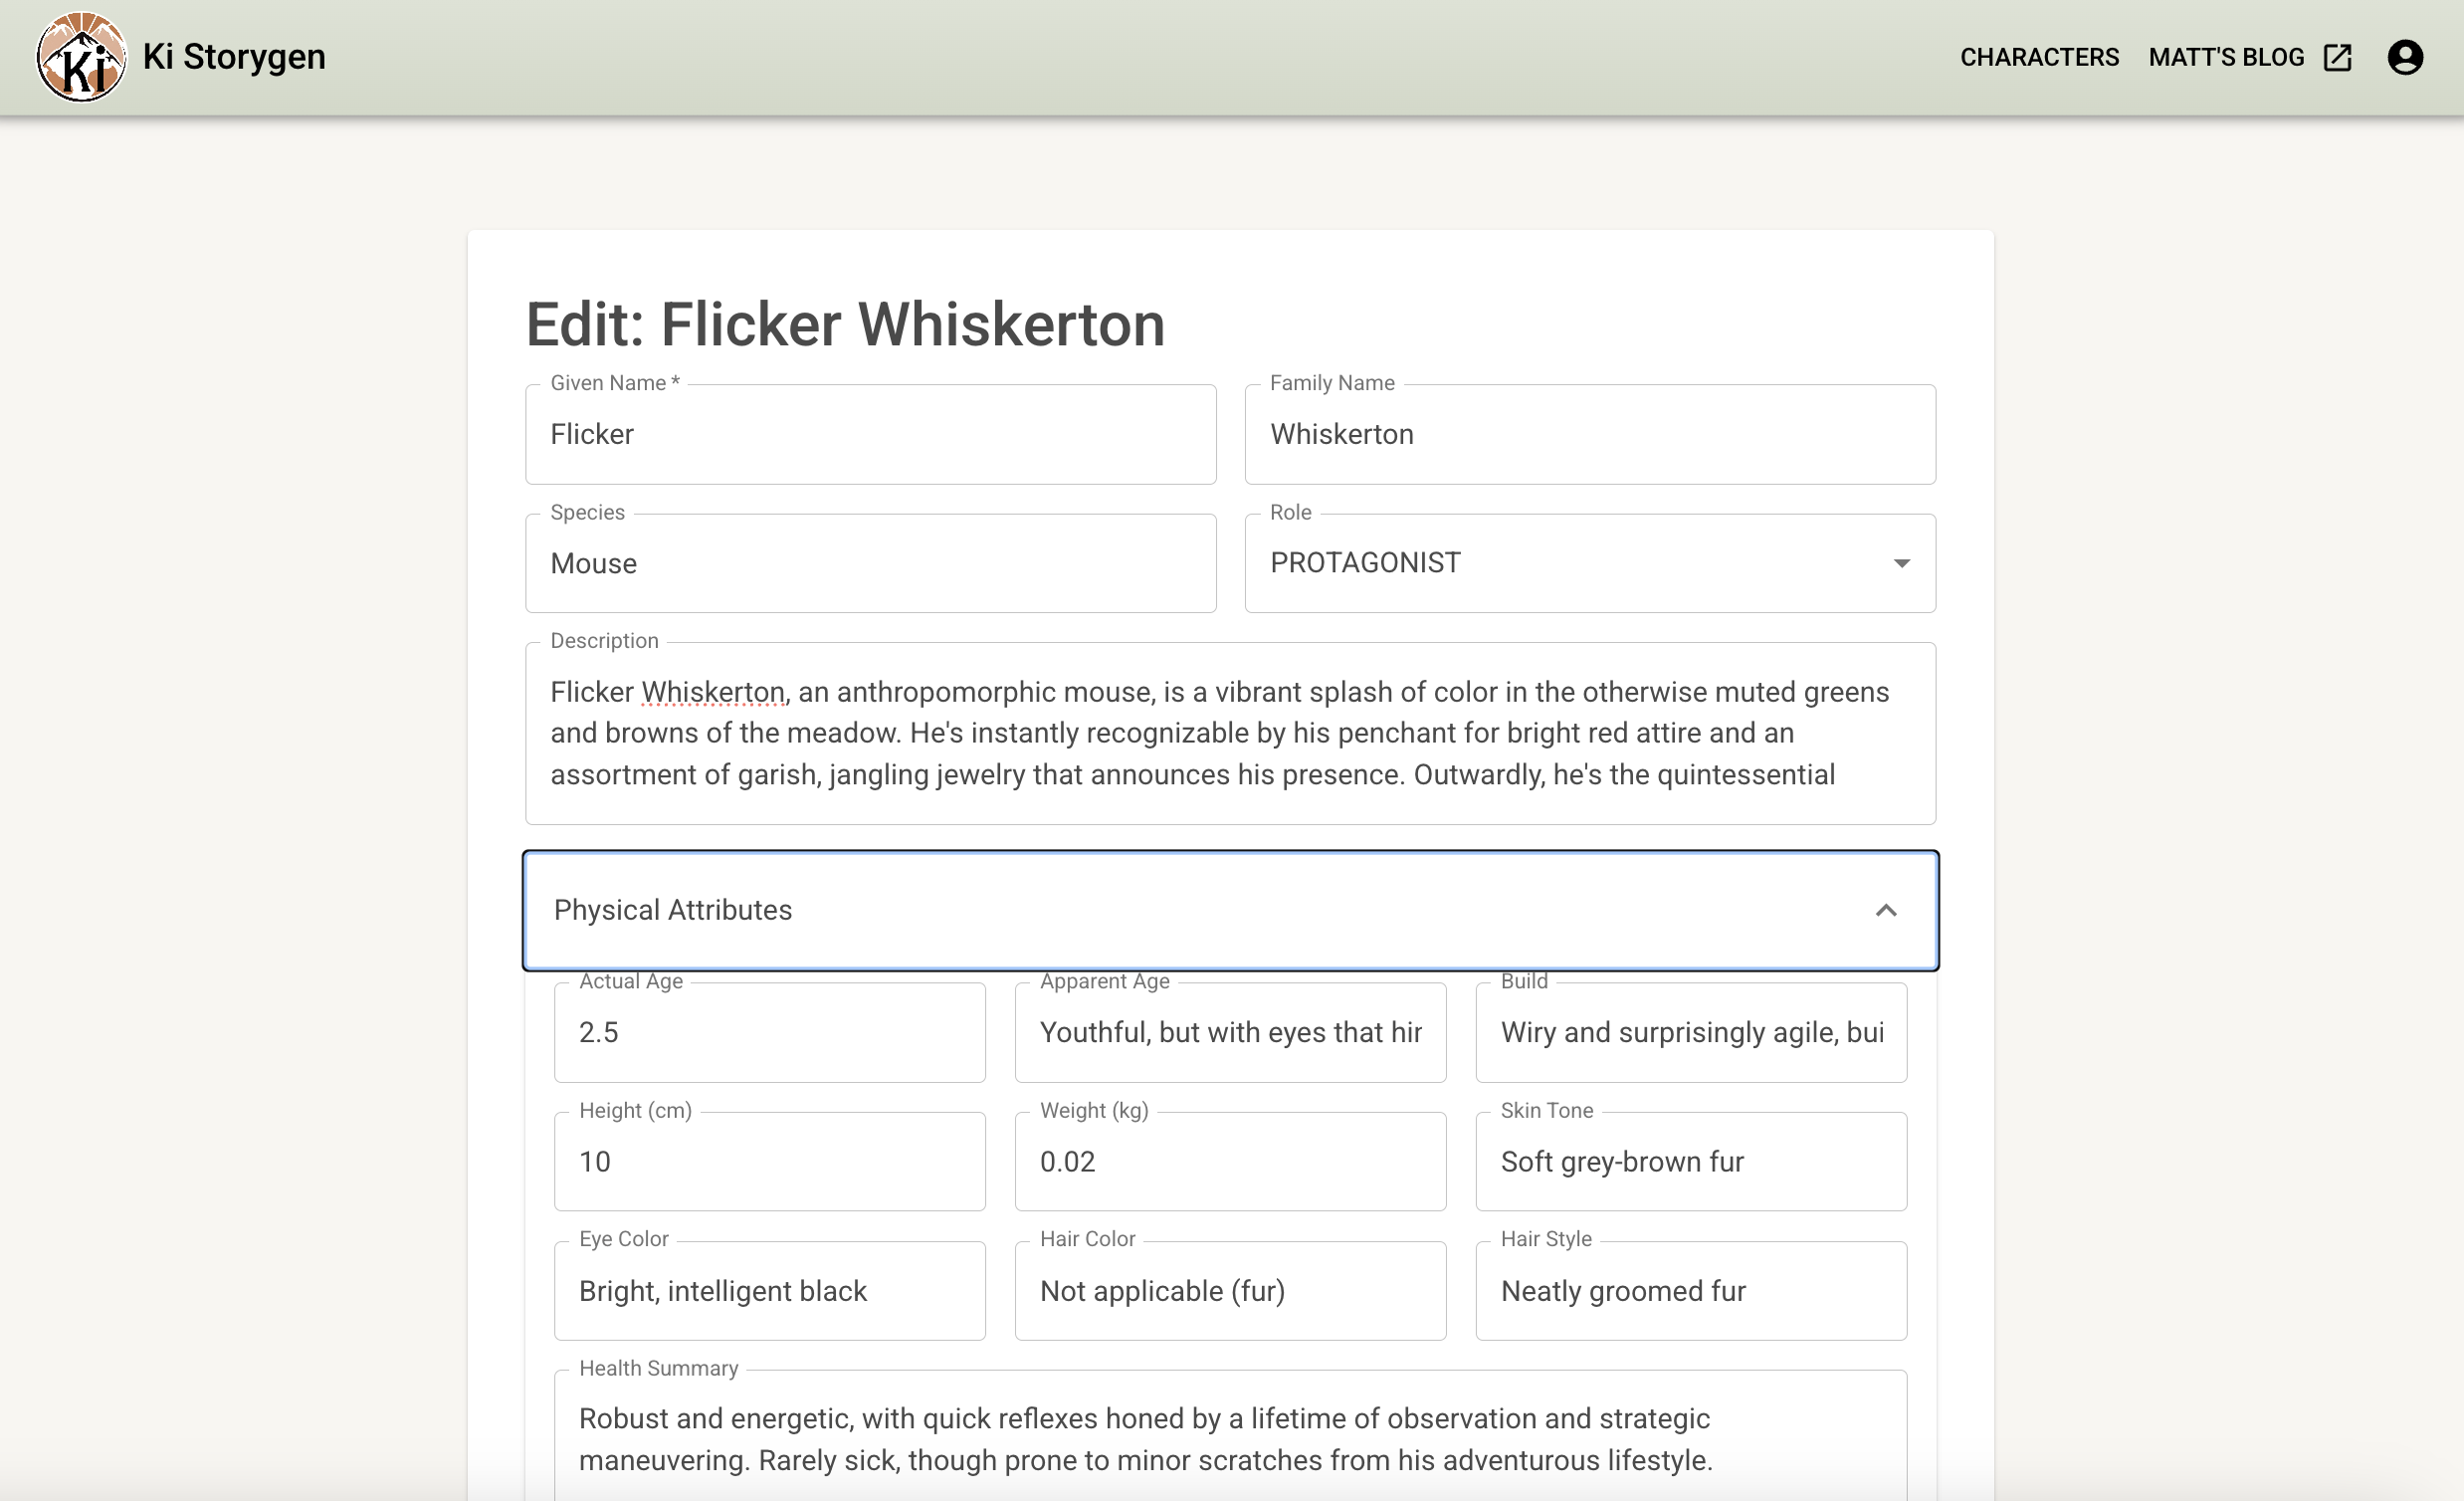 Ki
Ki Storygen
CHARACTERS
MATT'S BLOG
Edit: Flicker Whiskerton
Given Name *
Flicker
Family Name
Whiskerton
Species
Mouse
Role
PROTAGONIST
Description
Flicker Whiskerton, an anthropomorphic mouse, is a vibrant splash of color in the otherwise muted greens
and browns of the meadow. He's instantly recognizable by his penchant for bright red attire and an
assortment of garish, jangling jewelry that announces his presence. Outwardly, he's the quintessential
Physical Attributes
Actual Age
2.5
Apparent Age
Youthful, but with eyes that hin
Build
Wiry and surprisingly agile, bui
Height (cm)
10
Weight (kg)
0.02
Skin Tone
Soft grey-brown fur
Eye Color
Bright, intelligent black
Hair Color
Not applicable (fur)
Hair Style
Neatly groomed fur
Health Summary
Robust and energetic, with quick reflexes honed by a lifetime of observation and strategic
maneuvering. Rarely sick, though prone to minor scratches from his adventurous lifestyle.